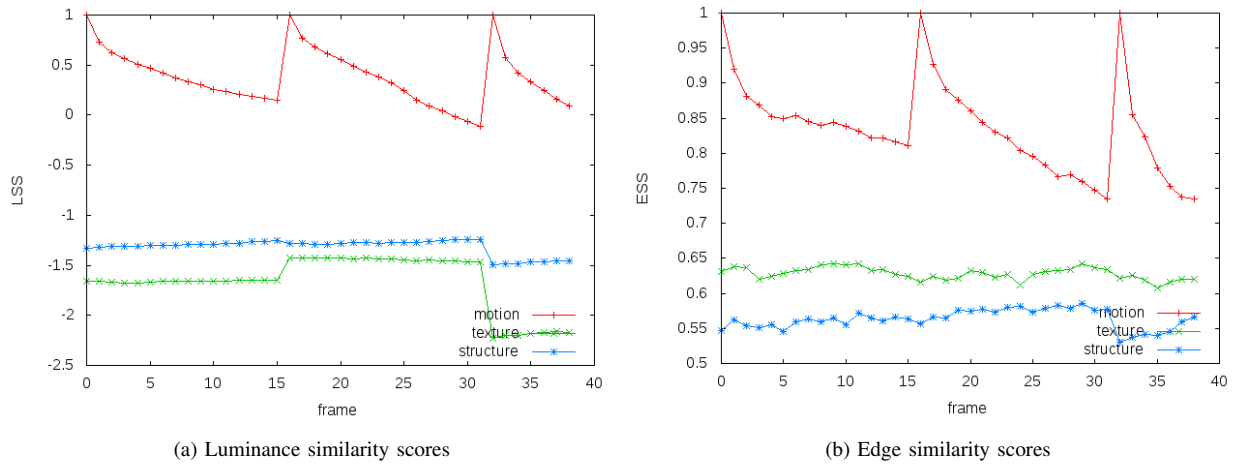 1
0.5
0
-0.5
-1
-1.5
-2
-2.5
LSS
motion
texture
structure
0 5 10 15 20 25 30 35 40
frame
(a) Luminance similarity scores
1
0.95
0.9
0.85
0.8
0.75
0.7
0.65
0.6
0.55
0.5
ESS
motion
texture
structure
0 5 10 15 20 25 30 35 40
frame
(b) Edge similarity scores